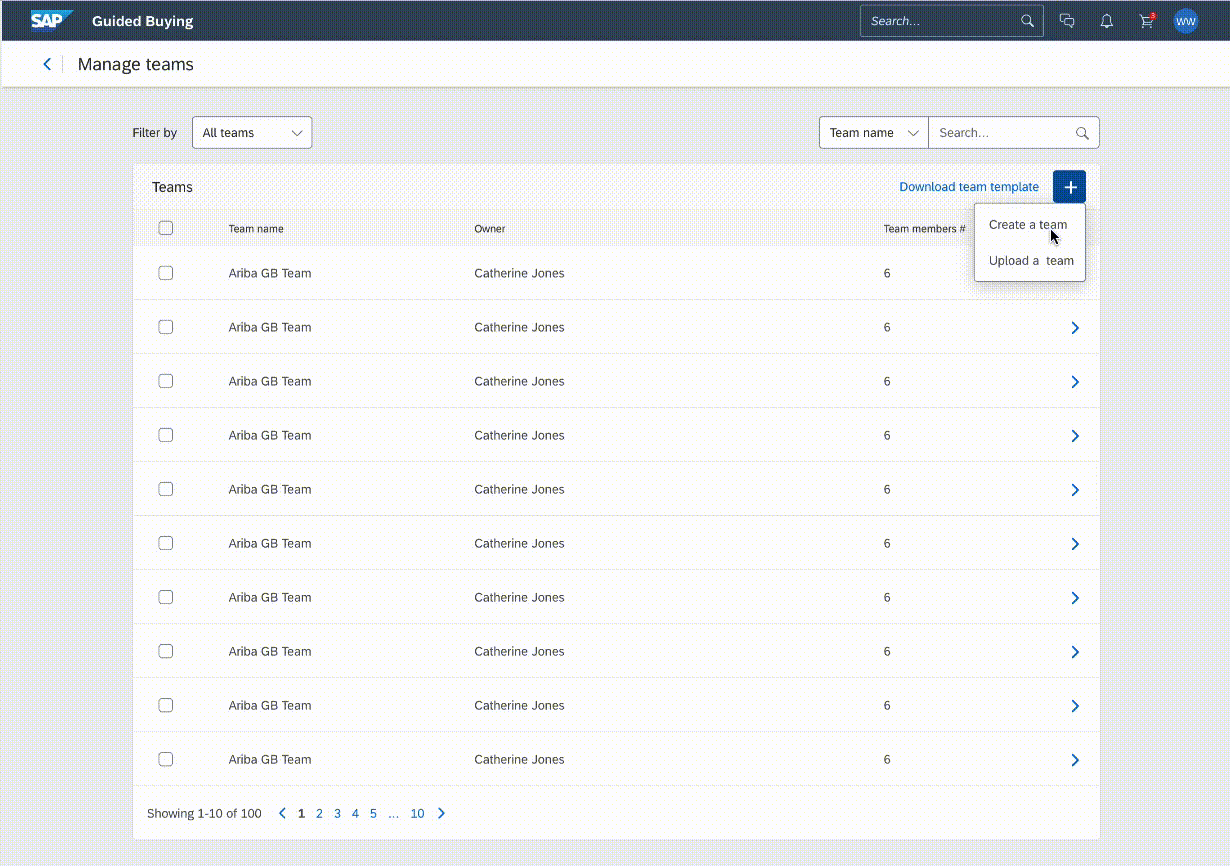 SAP Guided Buying Search... 3 WW
Manage teams
Filter by All teams Team name Search...
Teams Download team template +
Create a team
Team name Owner Team members #
Upload a team
Ariba GB Team Catherine Jones 6
Ariba GB Team Catherine Jones 6
Ariba GB Team Catherine Jones 6
Ariba GB Team Catherine Jones 6
Ariba GB Team Catherine Jones 6
Ariba GB Team Catherine Jones 6
Ariba GB Team Catherine Jones 6
Ariba GB Team Catherine Jones 6
Ariba GB Team Catherine Jones 6
Ariba GB Team Catherine Jones 6
Showing 1-10 of 100 1 2 3 4 5 ... 10